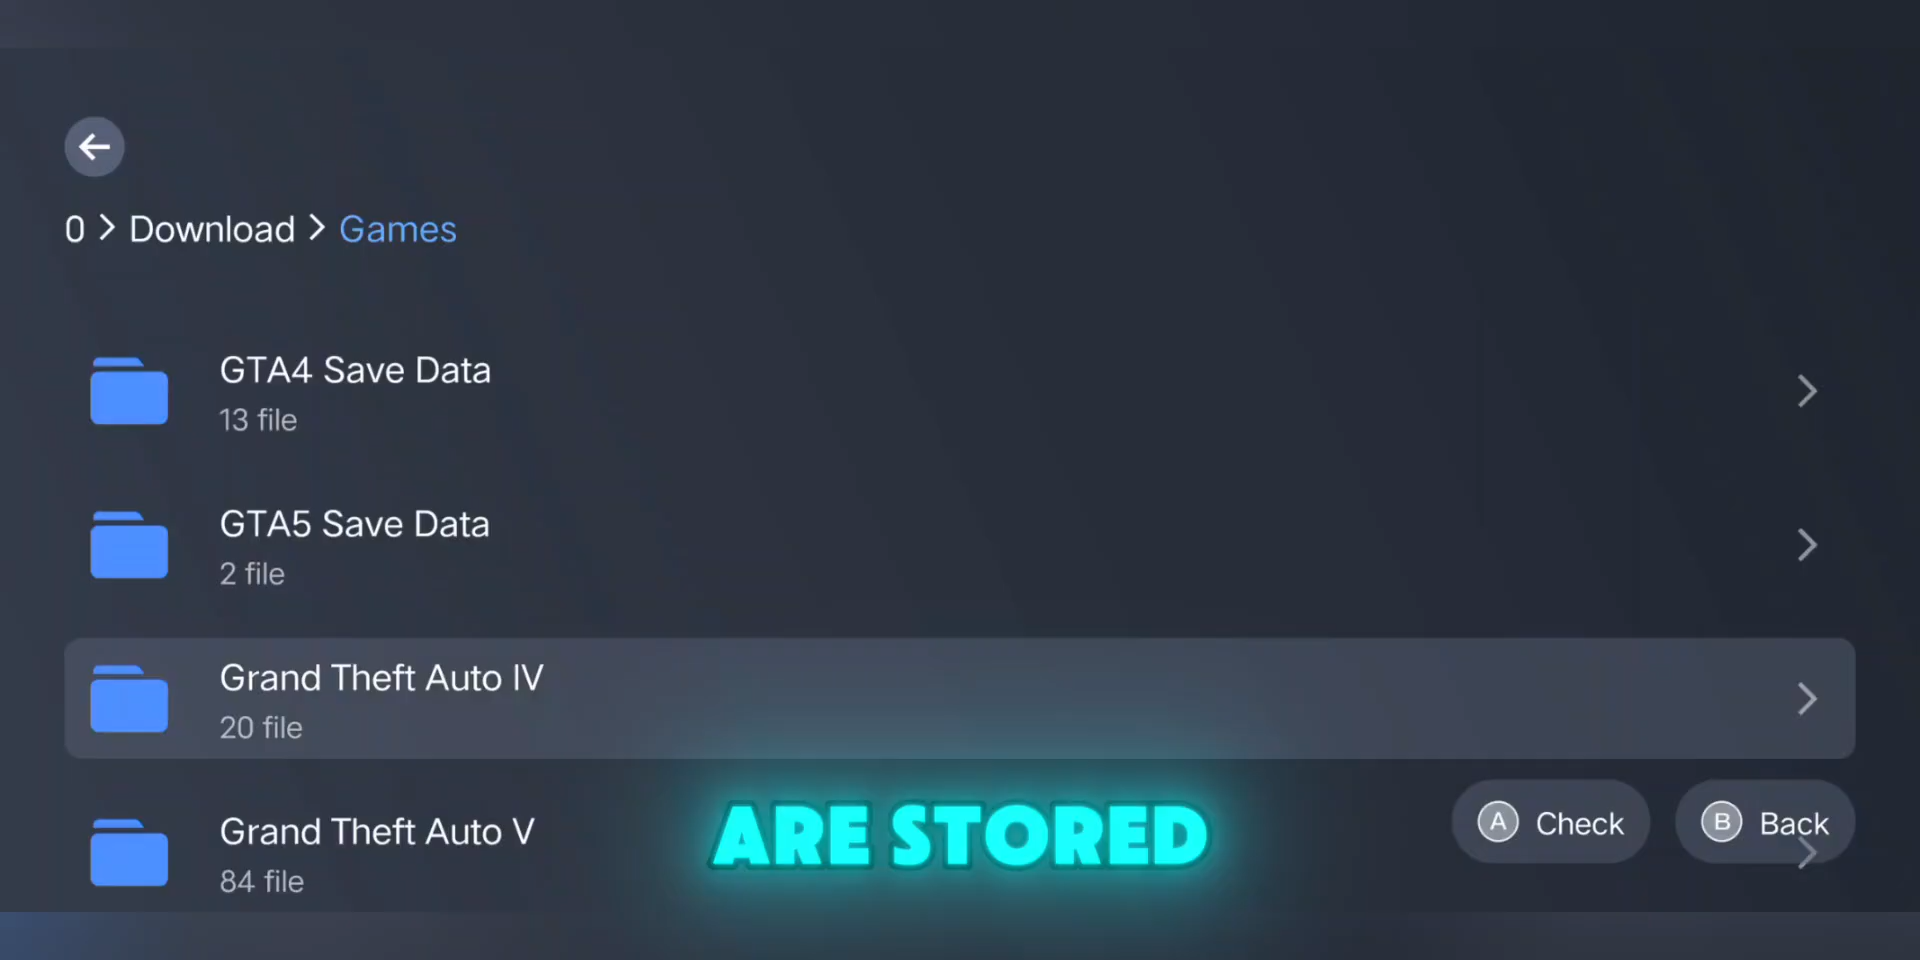 0 > Download > Games
GTA4 Save Data
13 file
GTA5 Save Data
2 file
Grand Theft Auto IV
20 file
Grand Theft Auto V
84 file
ARE STORED
A Check
B Back